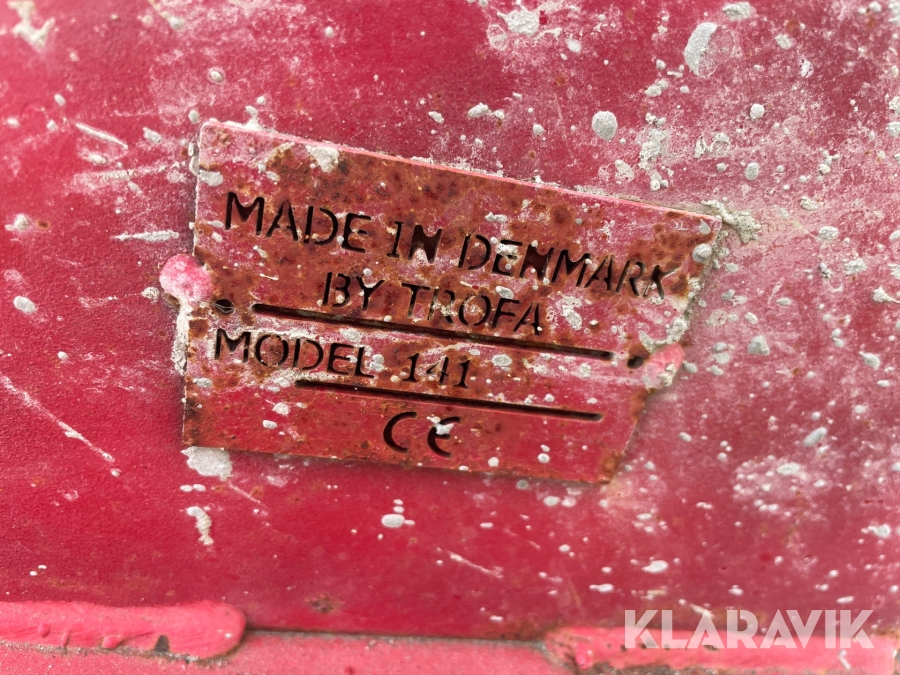 MADE IN DENMARK
BY TROFA
MODEL 141
CE
KLARAVIK